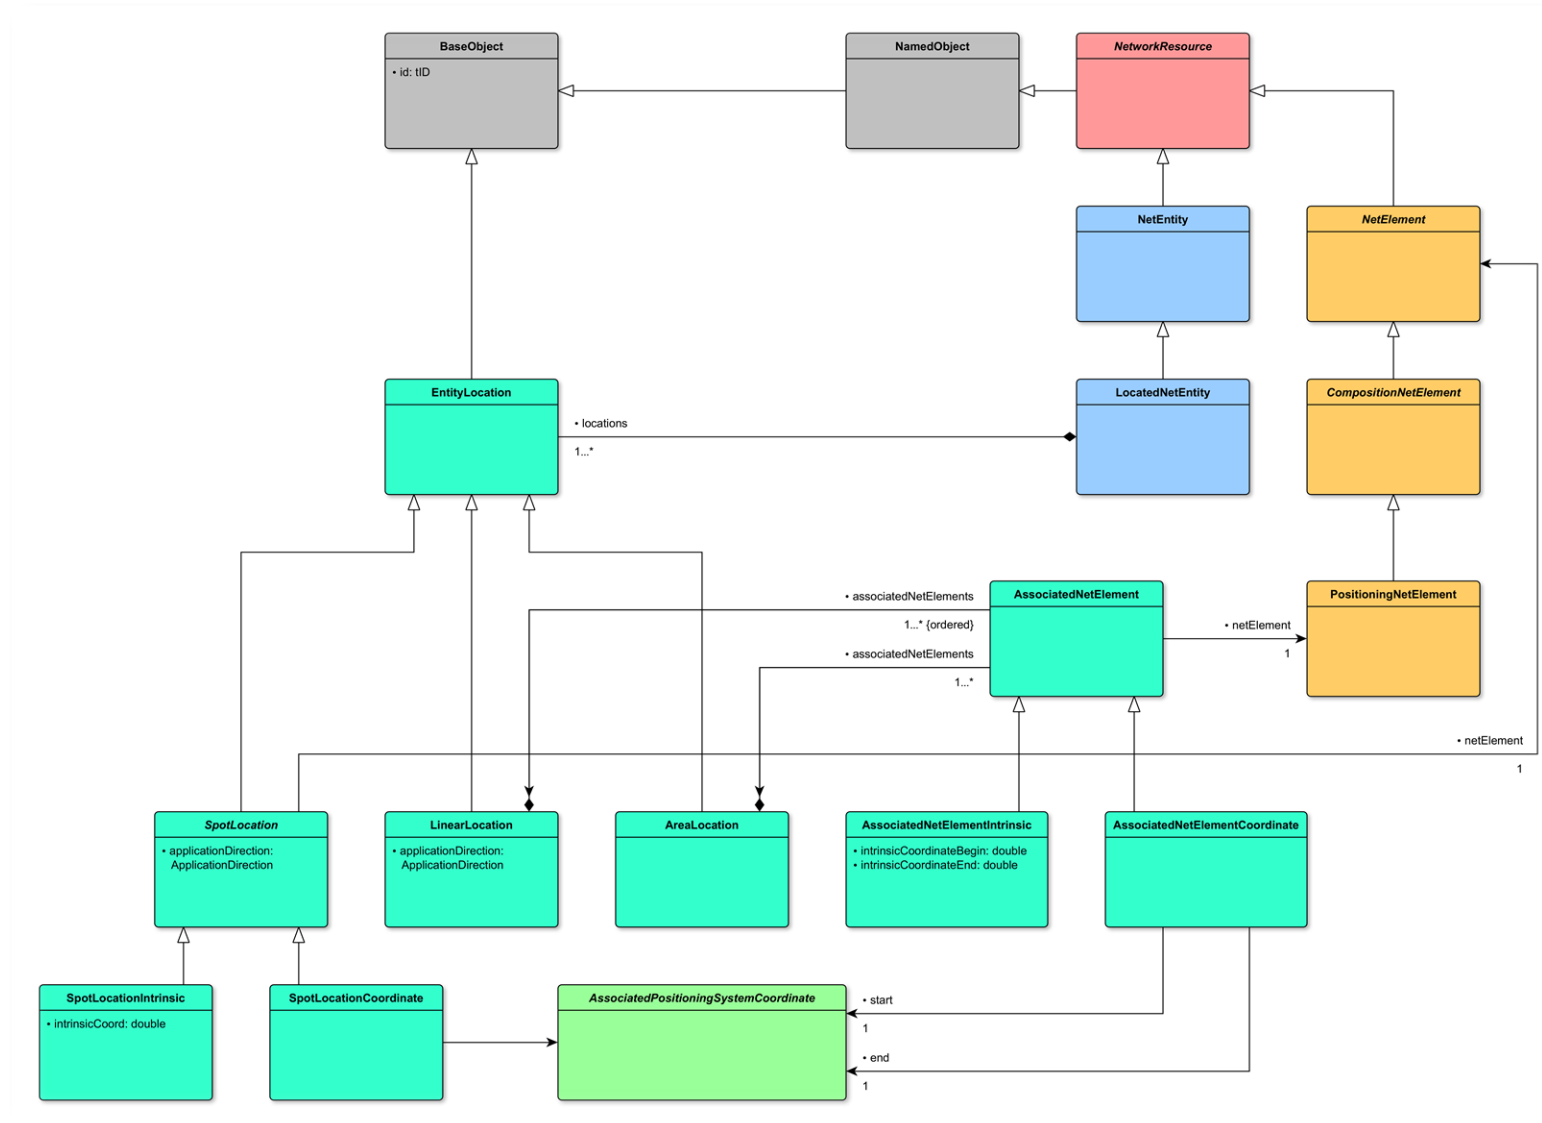 BaseObject
• id: tID
NamedObject
NetworkResource
NetEntity
NetElement
EntityLocation
• locations
1...*
LocatedNetEntity
CompositionNetElement
• associatedNetElements
1...* {ordered}
• associatedNetElements
1...*
AssociatedNetElement
• netElement
1
PositioningNetElement
• netElement
1
SpotLocation
• applicationDirection:
ApplicationDirection
LinearLocation
• applicationDirection:
ApplicationDirection
AreaLocation
AssociatedNetElementIntrinsic
• intrinsicCoordinateBegin: double
• intrinsicCoordinateEnd: double
AssociatedNetElementCoordinate
SpotLocationIntrinsic
• intrinsicCoord: double
SpotLocationCoordinate
AssociatedPositioningSystemCoordinate
• start
1
• end
1